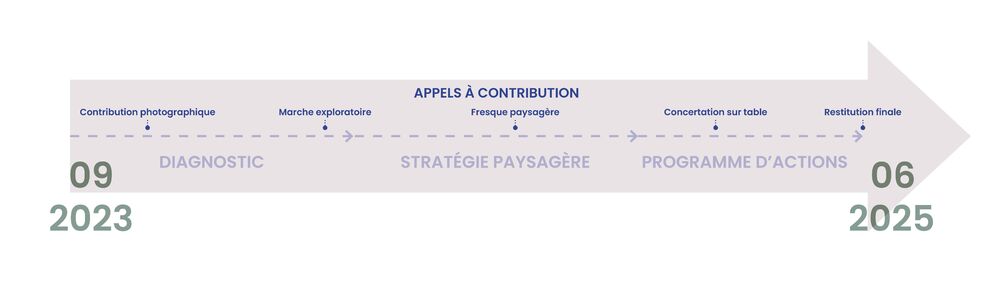 APPELS À CONTRIBUTION
Contribution photographique
Marche exploratoire
Fresque paysagère
Concertation sur table
Restitution finale
DIAGNOSTIC
STRATÉGIE PAYSAGÈRE
PROGRAMME D'ACTIONS
09
2023
06
2025